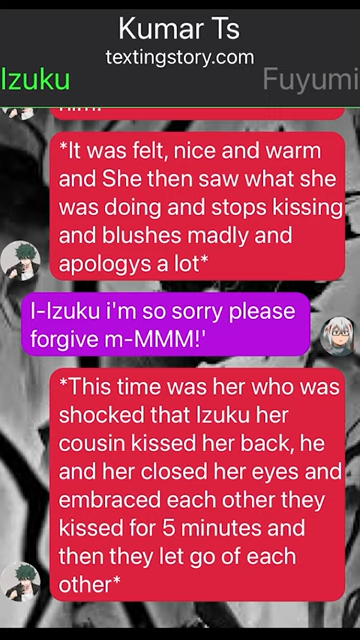 Kumar Ts
textingstory.com
Izuku
Fuyumi
*It was felt, nice and warm
and She then saw what she
was doing and stops kissing
and blushes madly and
apologys a lot*
I-Izuku i'm so sorry please
forgive m-MMM!'
*This time was her who was
shocked that Izuku her
cousin kissed her back, he
and her closed her eyes and
embraced each other they
kissed for 5 minutes and
then they let go of each
other*